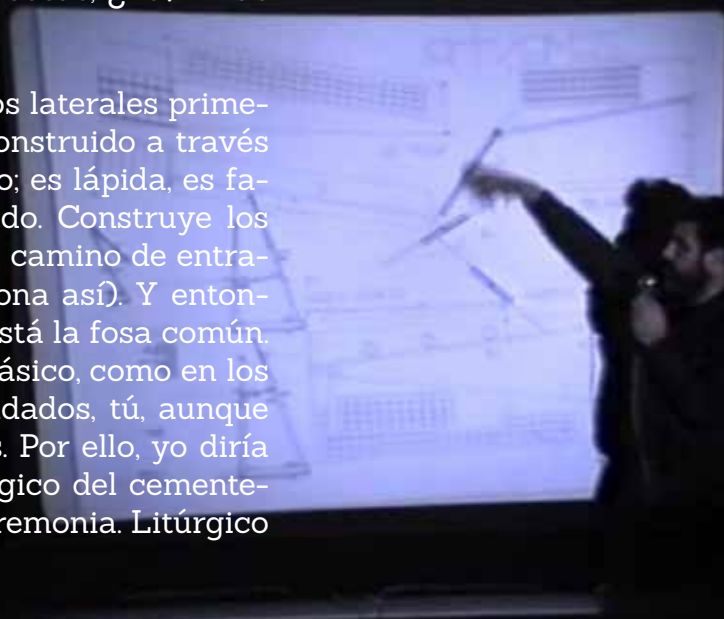 os laterales prime-
onstruido a través
o; es lápida, es fa-
do. Construye los
camino de entra-
ona así). Y enton-
stá la fosa común.
ásico, como en los
dados, tú, aunque
s. Por ello, yo diría
gico del cemente-
remonia. Litúrgico